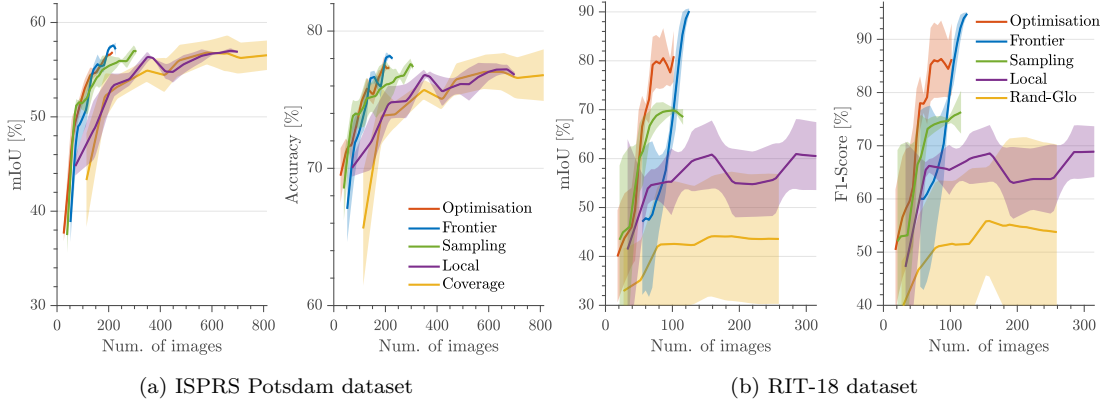 mIoU [%]
60
50
40
30
0
200
400
600
800
Num. of images
Accuracy [%]
80
70
60
0
200
400
600
800
Num. of images
Optimisation
Frontier
Sampling
Local
Coverage
(a) ISPRS Potsdam dataset
mIoU [%]
90
80
70
60
50
40
30
0
100
200
300
Num. of images
F1-Score [%]
90
80
70
60
50
40
0
100
200
300
Num. of images
Optimisation
Frontier
Sampling
Local
Rand-Glo
(b) RIT-18 dataset